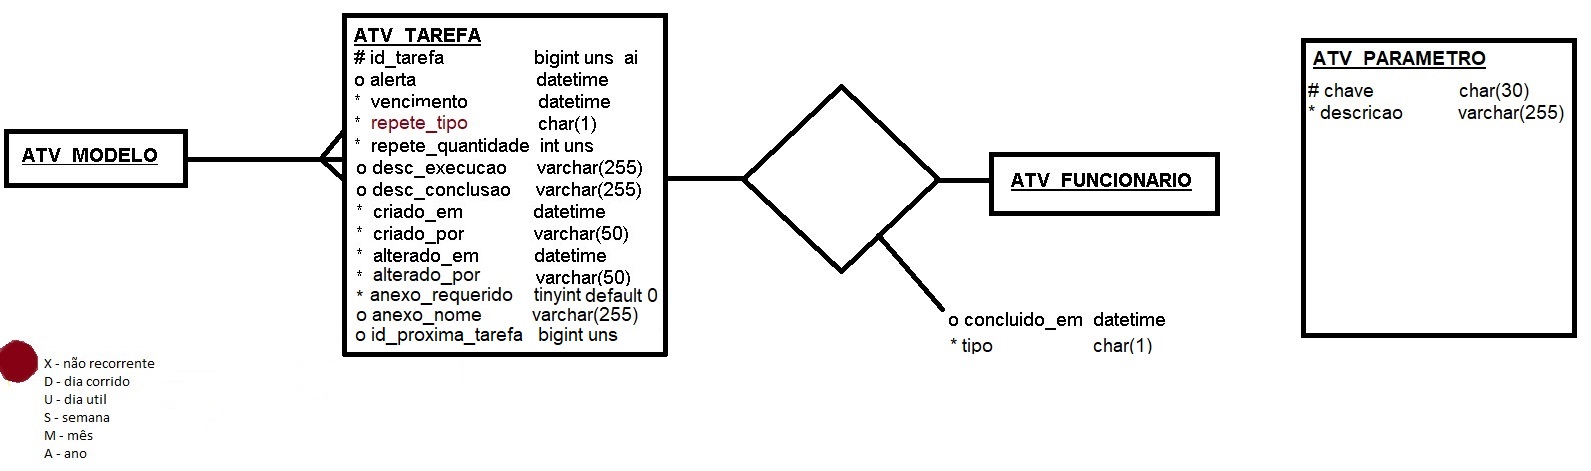 ATV_MODELO
ATV_TAREFA
# id_tarefa bigint uns ai
o alerta datetime
* vencimento datetime
* repete_tipo char(1)
* repete_quantidade int uns
o desc_execucao varchar(255)
o desc_conclusao varchar(255)
* criado_em datetime
* criado_por varchar(50)
* alterado_em datetime
* alterado_por varchar(50)
* anexo_requerido tinyint default 0
o anexo_nome varchar(255)
o id_proxima_tarefa bigint uns
ATV_FUNCIONARIO
o concluido_em datetime
* tipo char(1)
ATV_PARAMETRO
# chave char(30)
* descricao varchar(255)
X - não recorrente
D - dia corrido
U - dia util
S - semana
M - mês
A - ano